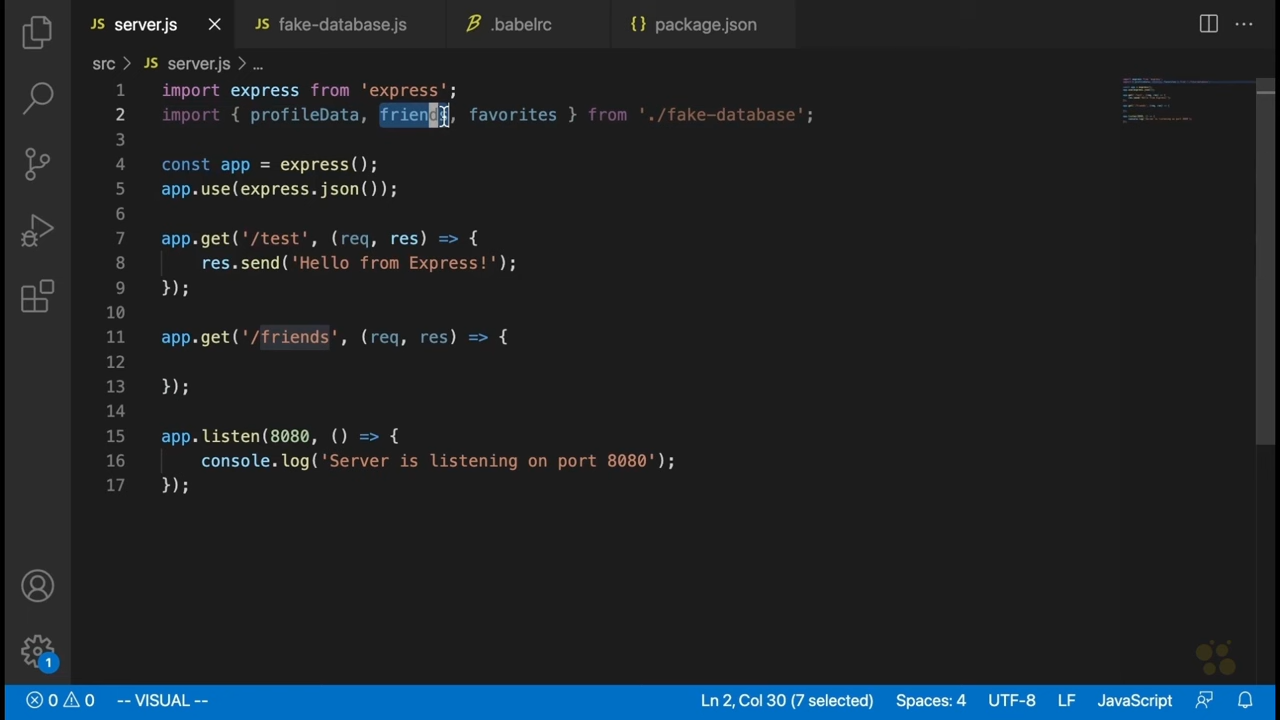 JS server.js × JS fake-database.js .babelrc {} package.json
src > JS server.js > ...
1 import express from 'express';
2 import { profileData, friends, favorites } from './fake-database';
3
4 const app = express();
5 app.use(express.json());
6
7 app.get('/test', (req, res) => {
8 res.send('Hello from Express!');
9 });
10
11 app.get('/friends', (req, res) => {
12
13 });
14
15 app.listen(8080, () => {
16 console.log('Server is listening on port 8080');
17 });
1
0 0 -- VISUAL -- Ln 2, Col 30 (7 selected) Spaces: 4 UTF-8 LF JavaScript